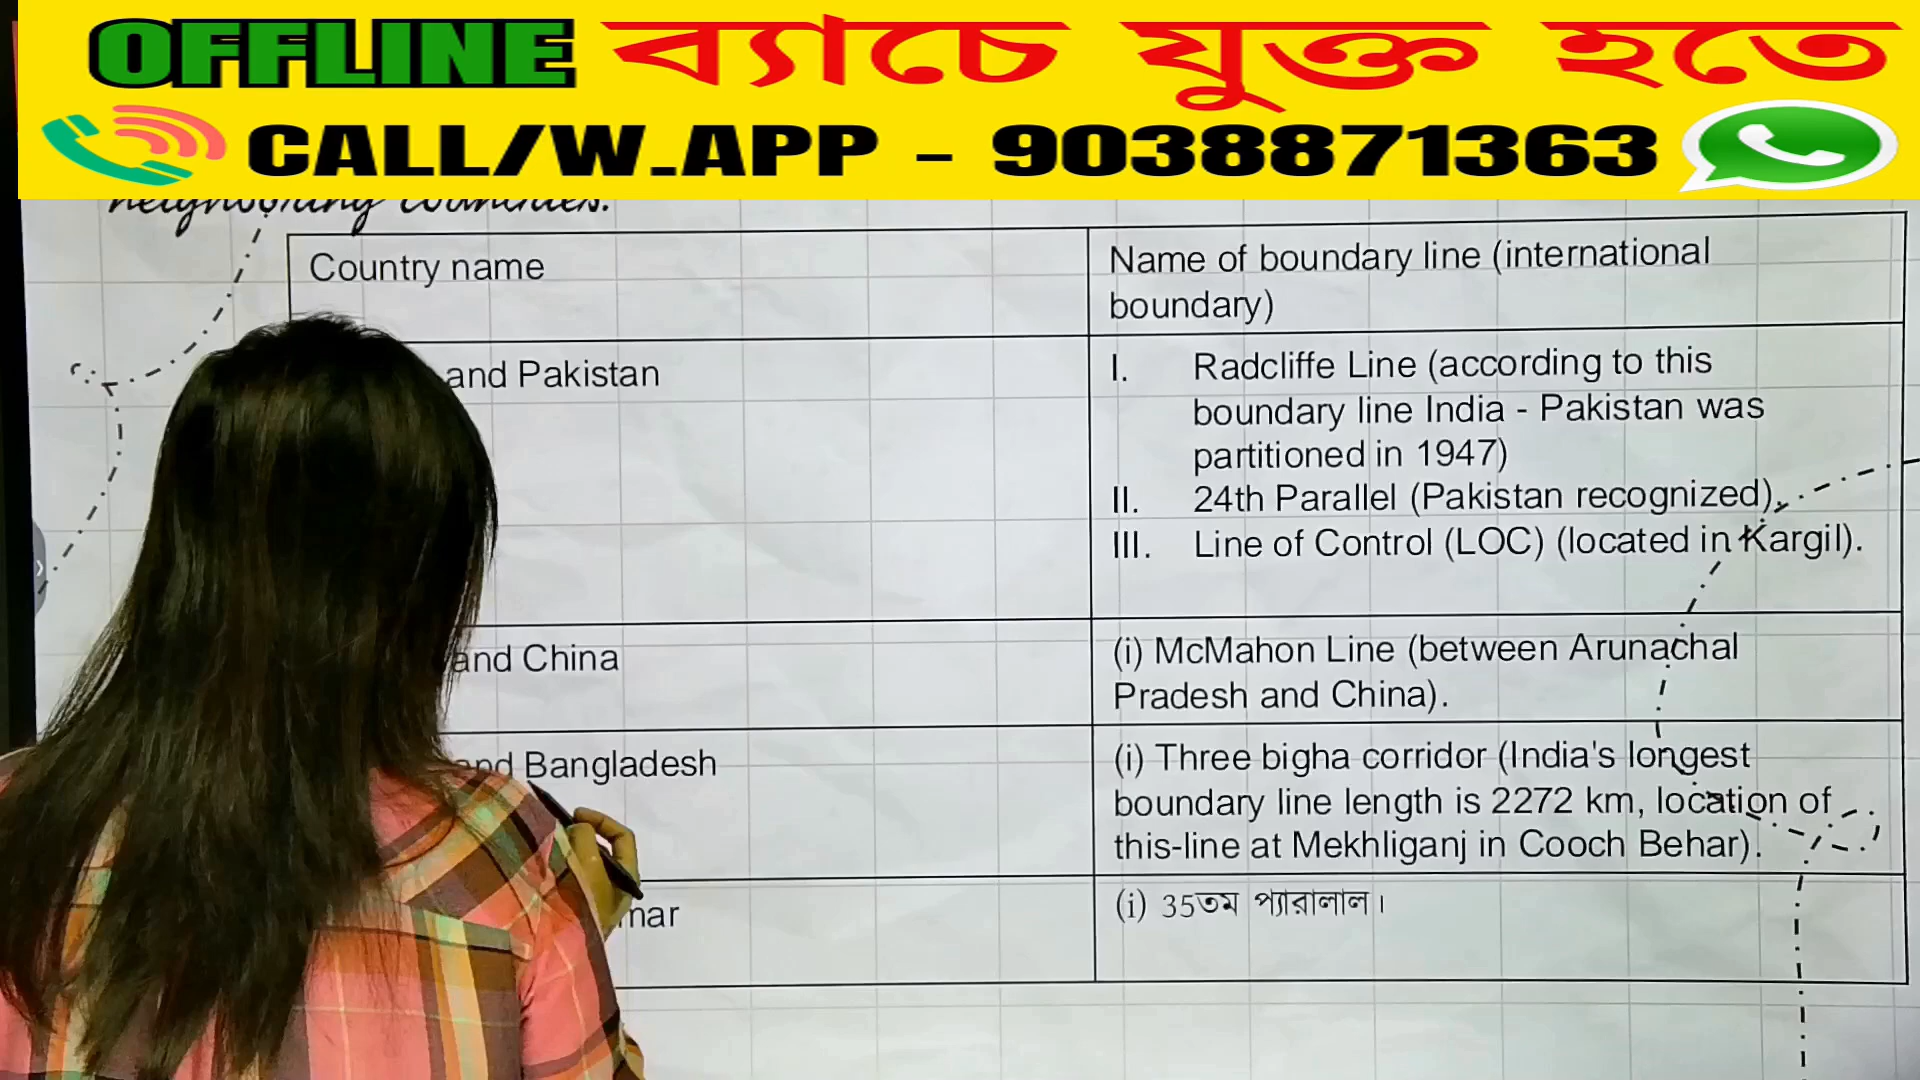 OFFLINE ব্যাচে যুক্ত হতে
CALL/W.APP - 9038871363
neighbouring countries.
Country name
Name of boundary line (international
boundary)
and Pakistan
I. Radcliffe Line (according to this
boundary line India - Pakistan was
partitioned in 1947)
II. 24th Parallel (Pakistan recognized),
III. Line of Control (LOC) (located in Kargil).
and China
(i) McMahon Line (between Arunachal
Pradesh and China).
and Bangladesh
(i) Three bigha corridor (India's longest
boundary line length is 2272 km, location of
this-line at Mekhliganj in Cooch Behar).
mar
(i) 35তম প্যারালাল।